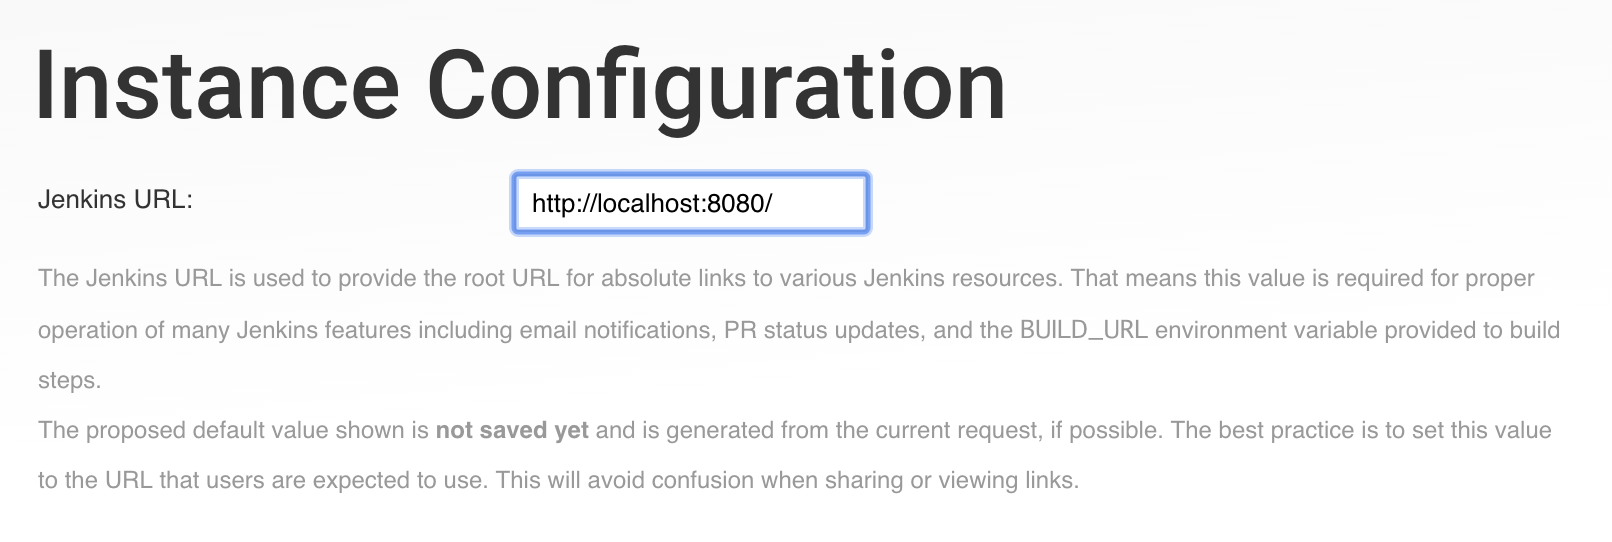 Instance Configuration
Jenkins URL: http://localhost:8080/
The Jenkins URL is used to provide the root URL for absolute links to various Jenkins resources. That means this value is required for proper
operation of many Jenkins features including email notifications, PR status updates, and the BUILD_URL environment variable provided to build
steps.
The proposed default value shown is not saved yet and is generated from the current request, if possible. The best practice is to set this value
to the URL that users are expected to use. This will avoid confusion when sharing or viewing links.